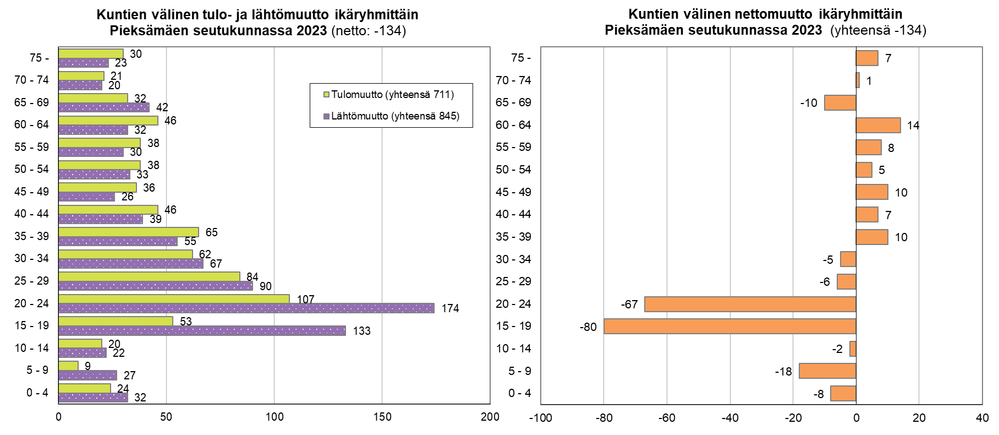 Kuntien välinen tulo- ja lähtömuutto ikäryhmittäin
Pieksämäen seutukunnassa 2023 (netto: -134)
75 -
30
23
70 - 74
21
20
65 - 69
32
42
60 - 64
46
32
55 - 59
38
30
50 - 54
38
33
45 - 49
36
26
40 - 44
46
39
35 - 39
65
55
30 - 34
62
67
25 - 29
84
90
20 - 24
107
174
15 - 19
53
133
10 - 14
20
22
5 - 9
9
27
0 - 4
24
32
Tulomuutto (yhteensä 711)
Lähtömuutto (yhteensä 845)
0
50
100
150
200
Kuntien välinen nettomuutto ikäryhmittäin
Pieksämäen seutukunnassa 2023 (yhteensä -134)
75 -
7
70 - 74
1
65 - 69
-10
60 - 64
14
55 - 59
8
50 - 54
5
45 - 49
10
40 - 44
7
35 - 39
10
30 - 34
-5
25 - 29
-6
20 - 24
-67
15 - 19
-80
10 - 14
-2
5 - 9
-18
0 - 4
-8
-100
-80
-60
-40
-20
0
20
40